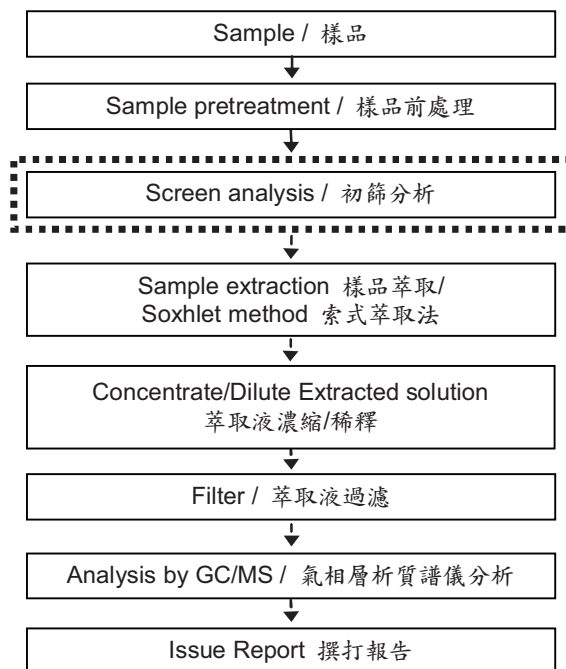 Sample / 樣品
Sample pretreatment / 樣品前處理
Screen analysis / 初篩分析
Sample extraction 樣品萃取/
Soxhlet method 索式萃取法
Concentrate/Dilute Extracted solution
萃取液濃縮/稀釋
Filter / 萃取液過濾
Analysis by GC/MS / 氣相層析質譜儀分析
Issue Report 撰打報告